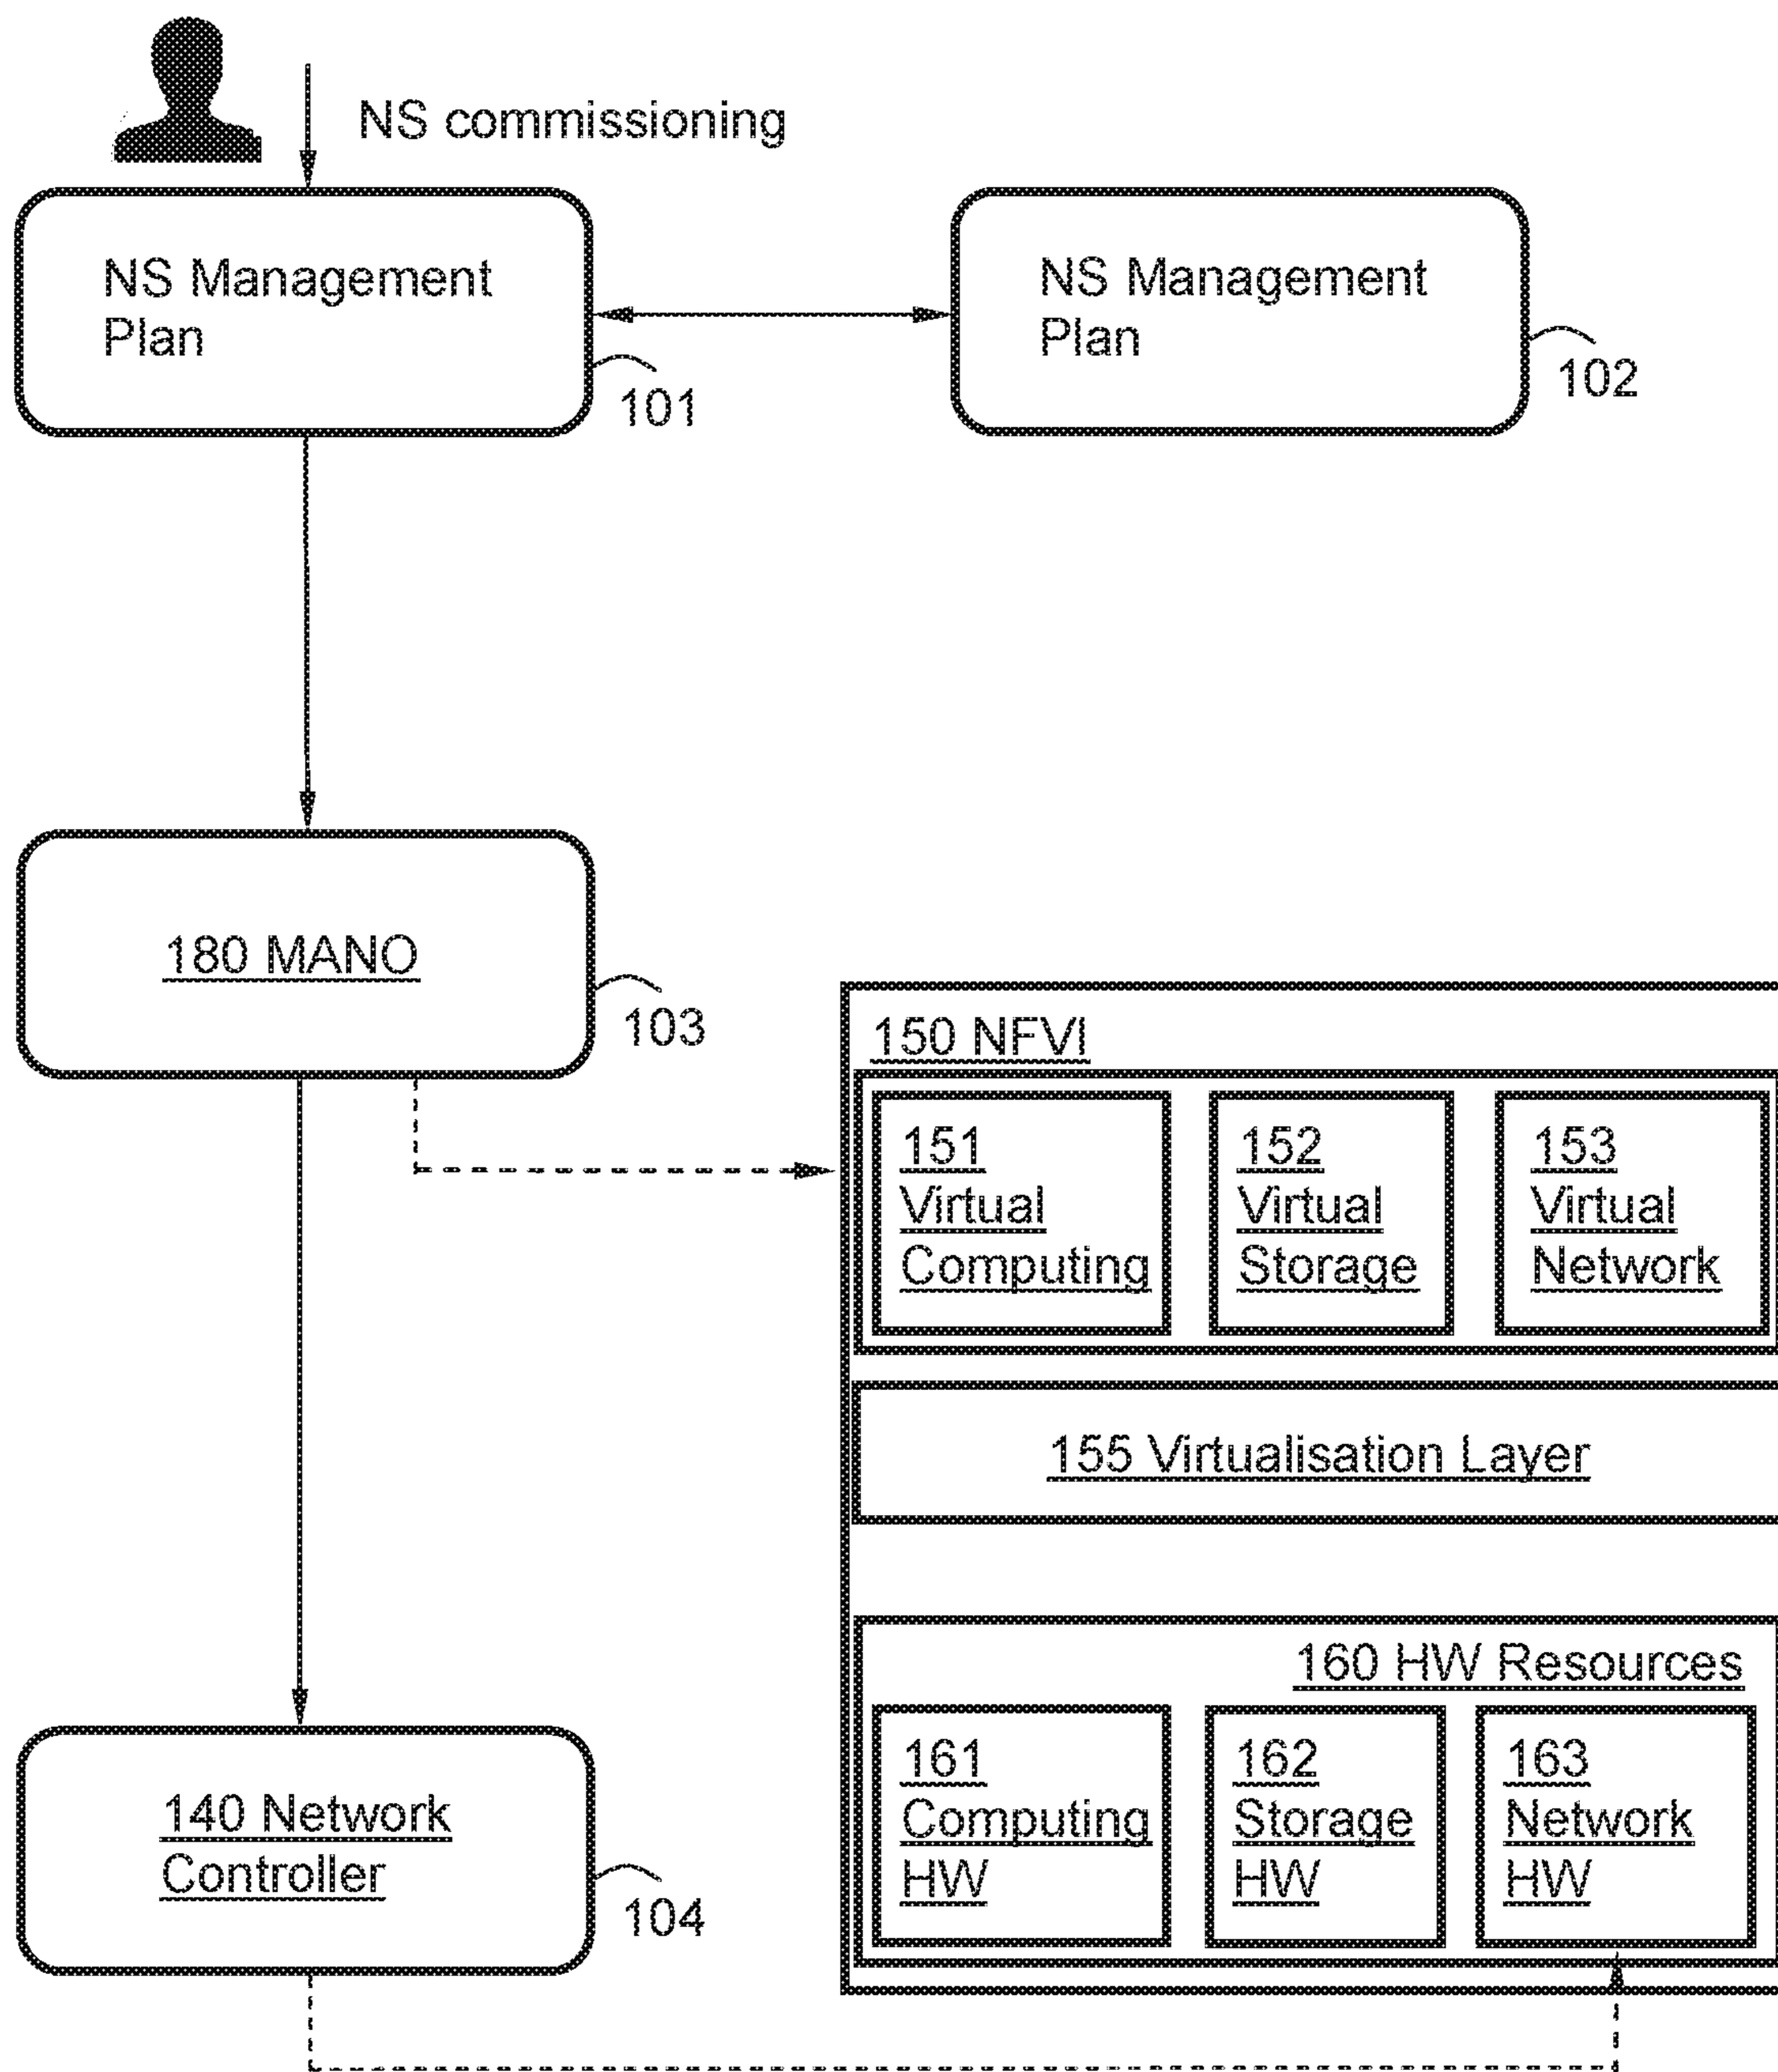 NS commissioning
NS Management
Plan
101
NS Management
Plan
102
180 MANO
103
150 NFVI
151
Virtual
Computing
152
Virtual
Storage
153
Virtual
Network
155 Virtualisation Layer
160 HW Resources
161
Computing
HW
162
Storage
HW
163
Network
HW
140 Network
Controller
104